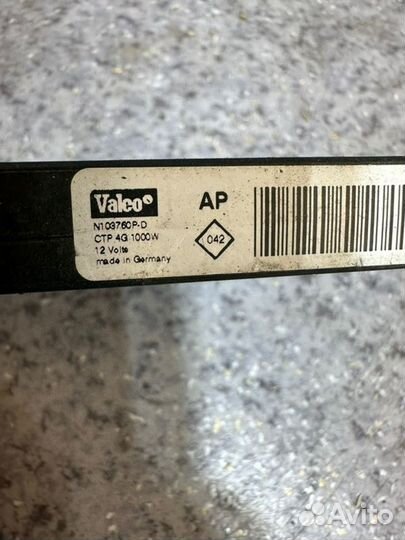 Valeo
N103760P-D
CTP 4G 1000W
12 Volts
made in Germany
AP
042
Avito